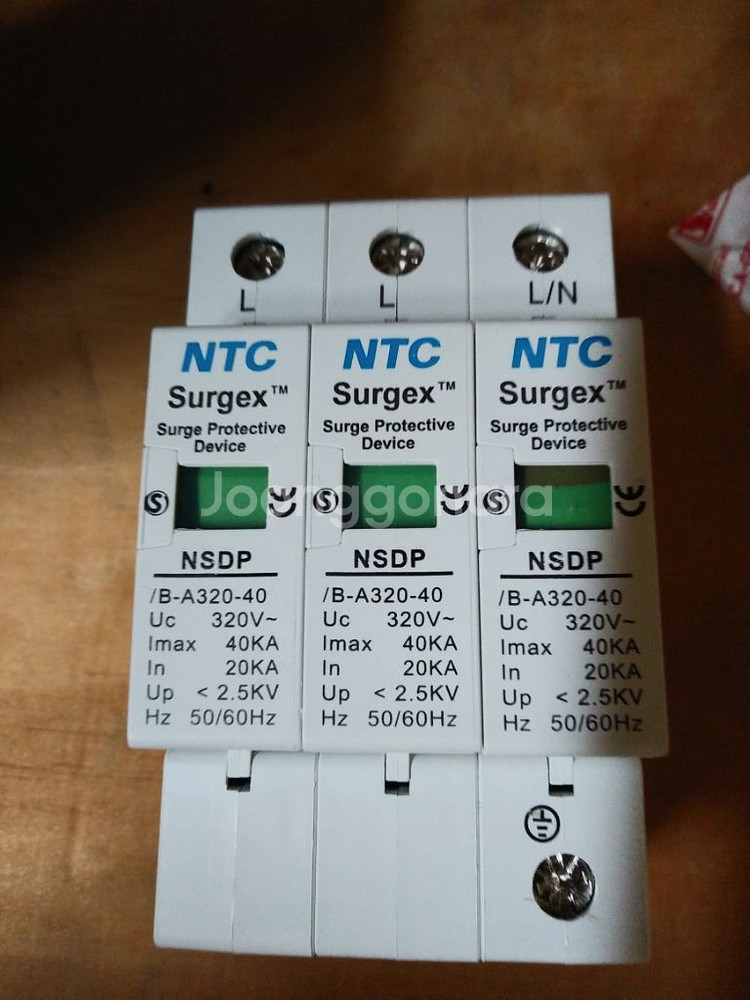 L L L/N
NTC NTC NTC
Surgex™ Surgex™ Surgex™
Surge Protective Surge Protective Surge Protective
Device Device Device
Joonggonara
S S S
NSDP NSDP NSDP
/B-A320-40 /B-A320-40 /B-A320-40
Uc 320V~ Uc 320V~ Uc 320V~
Imax 40KA Imax 40KA Imax 40KA
In 20KA In 20KA In 20KA
Up < 2.5KV Up < 2.5KV Up < 2.5KV
Hz 50/60Hz Hz 50/60Hz Hz 50/60Hz